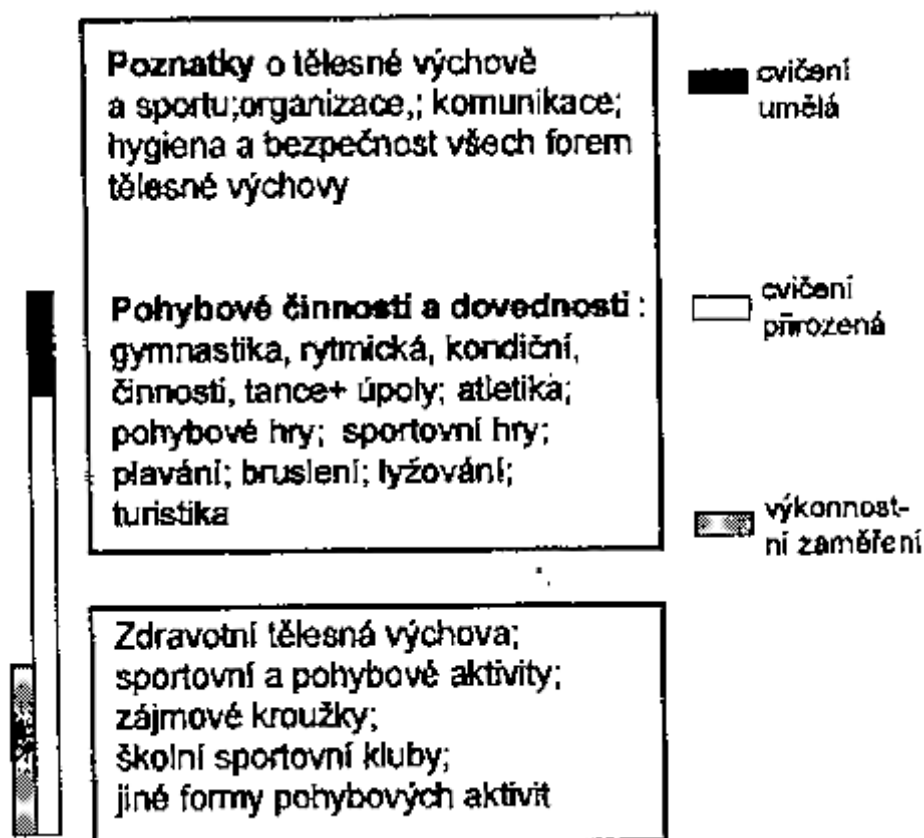 Poznatky o tělesné výchově
a sportu;organizace,; komunikace;
hygiena a bezpečnost všech forem
tělesné výchovy
Pohybové činnosti a dovednosti :
gymnastika, rytmická, kondiční,
činnosti, tance+ úpoly; atletika;
pohybové hry; sportovní hry;
plavání; bruslení; lyžování;
turistika
Zdravotní tělesná výchova;
sportovní a pohybové aktivity;
zájmové kroužky;
školní sportovní kluby;
jiné formy pohybových aktivit
cvičení
umělá
cvičení
přirozená
výkonnost-
ní zaměření